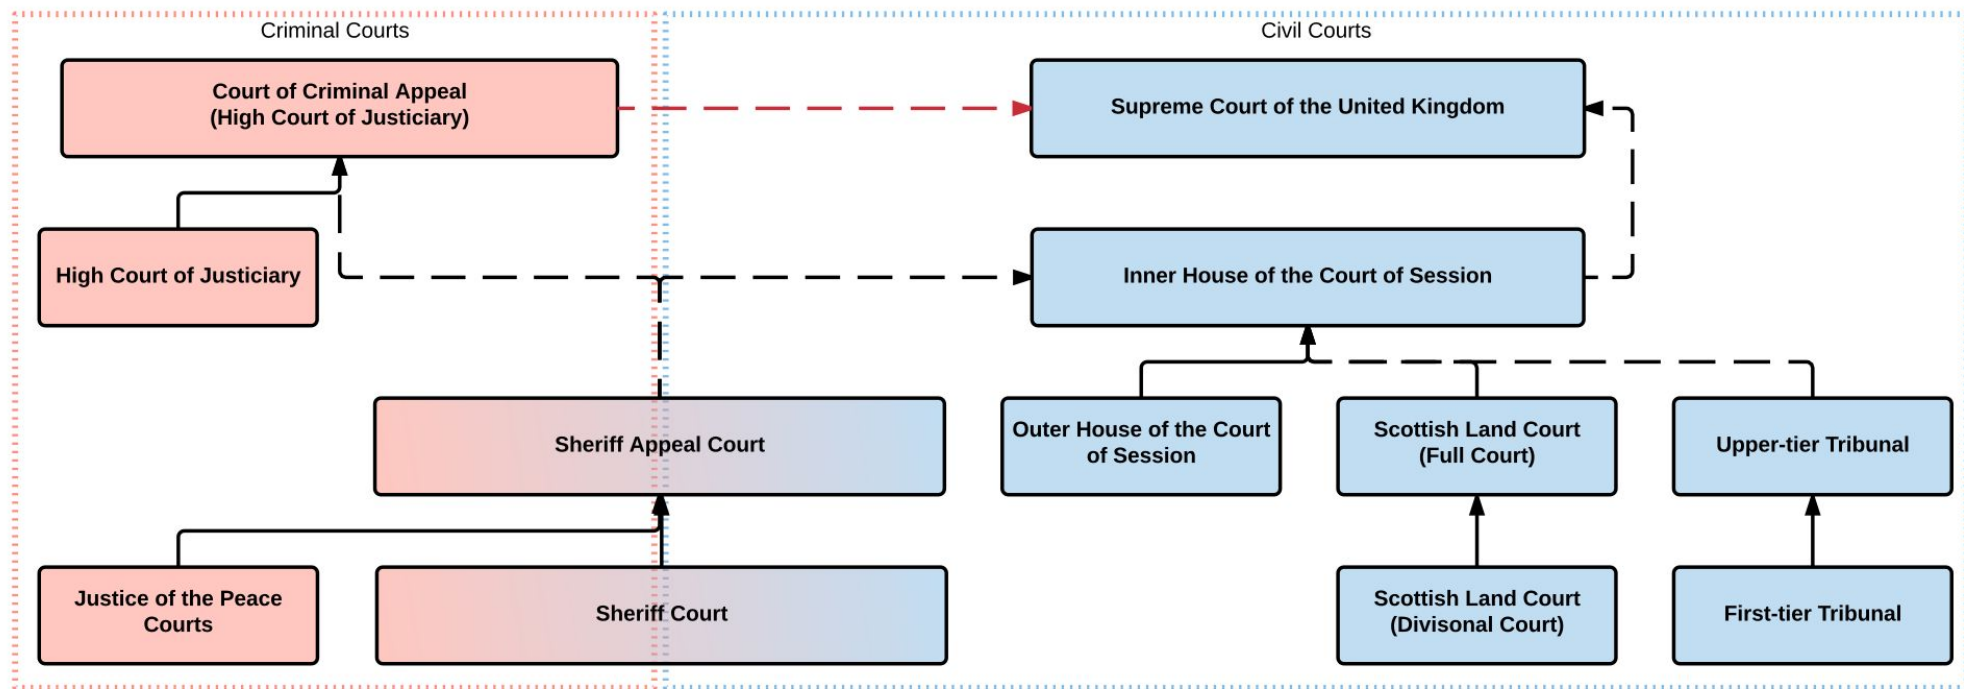 Criminal Courts
Civil Courts
Court of Criminal Appeal
(High Court of Justiciary)
Supreme Court of the United Kingdom
High Court of Justiciary
Inner House of the Court of Session
Sheriff Appeal Court
Outer House of the Court
of Session
Scottish Land Court
(Full Court)
Upper-tier Tribunal
Justice of the Peace
Courts
Sheriff Court
Scottish Land Court
(Divisonal Court)
First-tier Tribunal